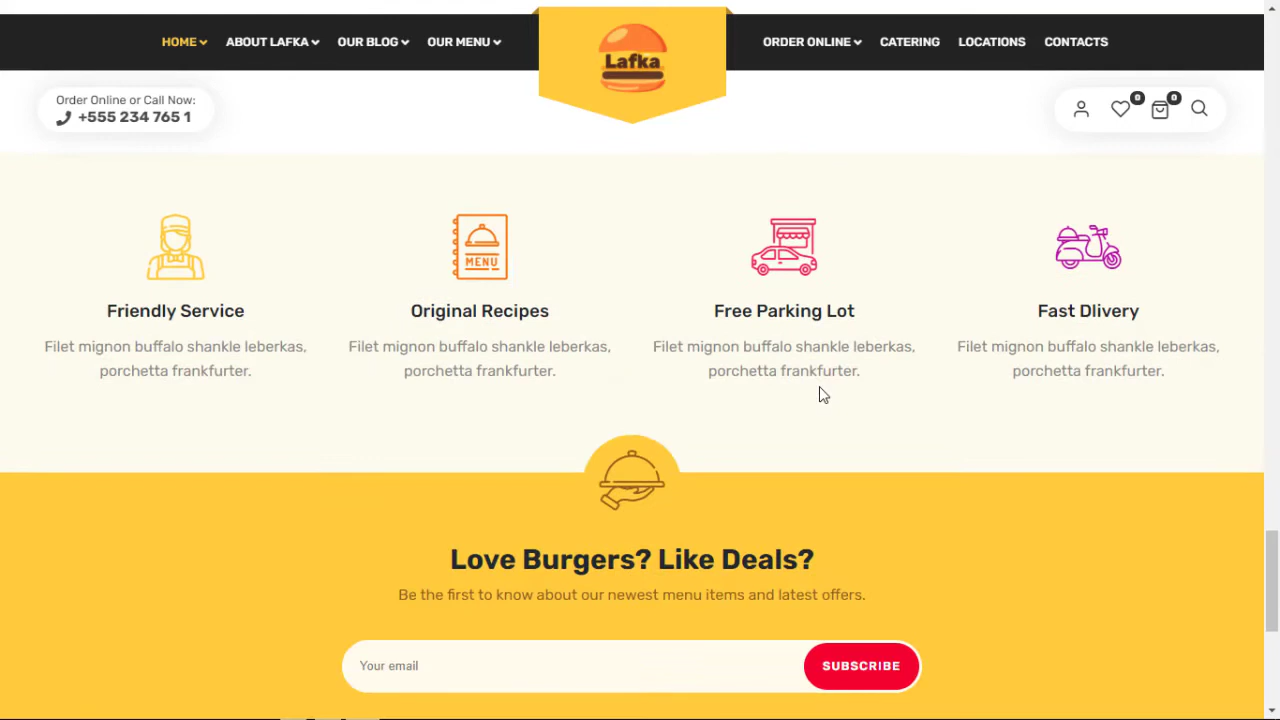 HOME ABOUT LAFKA OUR BLOG OUR MENU
Lafka
ORDER ONLINE CATERING LOCATIONS CONTACTS
Order Online or Call Now:
+555 234 765 1
0
0
MENU
Friendly Service
Filet mignon buffalo shankle leberkas,
porchetta frankfurter.
Original Recipes
Filet mignon buffalo shankle leberkas,
porchetta frankfurter.
Free Parking Lot
Filet mignon buffalo shankle leberkas,
porchetta frankfurter.
Fast Dlivery
Filet mignon buffalo shankle leberkas,
porchetta frankfurter.
Love Burgers? Like Deals?
Be the first to know about our newest menu items and latest offers.
Your email
SUBSCRIBE